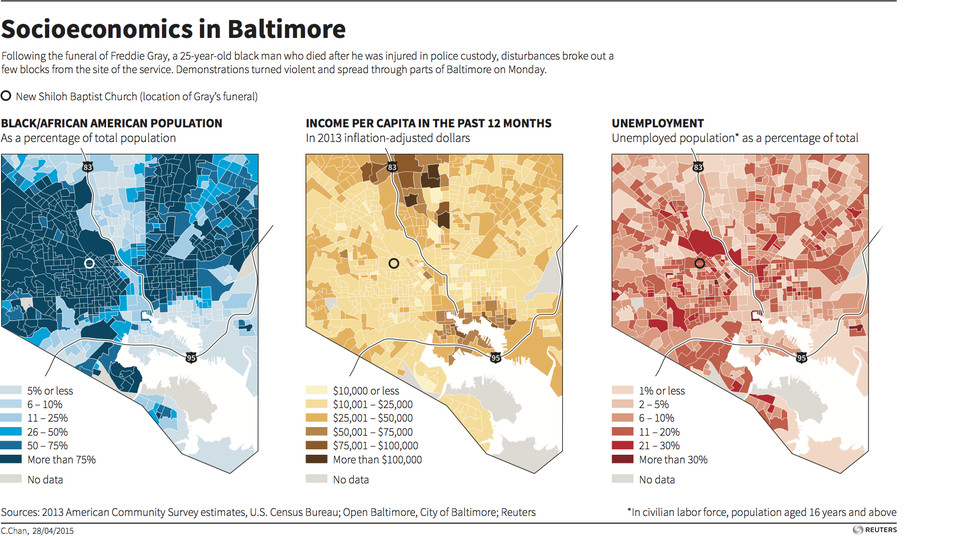 Socioeconomics in Baltimore
Following the funeral of Freddie Gray, a 25-year-old black man who died after he was injured in police custody, disturbances broke out a
few blocks from the site of the service. Demonstrations turned violent and spread through parts of Baltimore on Monday.
New Shiloh Baptist Church (location of Gray's funeral)
BLACK/AFRICAN AMERICAN POPULATION
As a percentage of total population
83
95
5% or less
6 – 10%
11 – 25%
26 – 50%
50 – 75%
More than 75%
No data
INCOME PER CAPITA IN THE PAST 12 MONTHS
In 2013 inflation-adjusted dollars
83
95
$10,000 or less
$10,001 – $25,000
$25,001 – $50,000
$50,001 – $75,000
$75,001 – $100,000
More than $100,000
No data
UNEMPLOYMENT
Unemployed population* as a percentage of total
83
95
1% or less
2 – 5%
6 – 10%
11 – 20%
21 – 30%
More than 30%
No data
Sources: 2013 American Community Survey estimates, U.S. Census Bureau; Open Baltimore, City of Baltimore; Reuters
*In civilian labor force, population aged 16 years and above
C.Chan, 28/04/2015
REUTERS